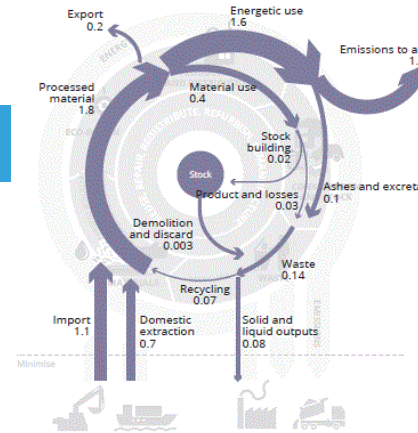 Export
0.2
Energetic use
1.6
Emissions to a
1.
Processed
material
1.8
Material use
0.4
Stock
building
0.02
Stock
Product and losses
0.03
Ashes and excreta
0.1
Demolition
and discard
0.003
Waste
0.14
Recycling
0.07
Import
1.1
Domestic
extraction
0.7
Solid and
liquid outputs
0.08
EMISSIONS
Minimise